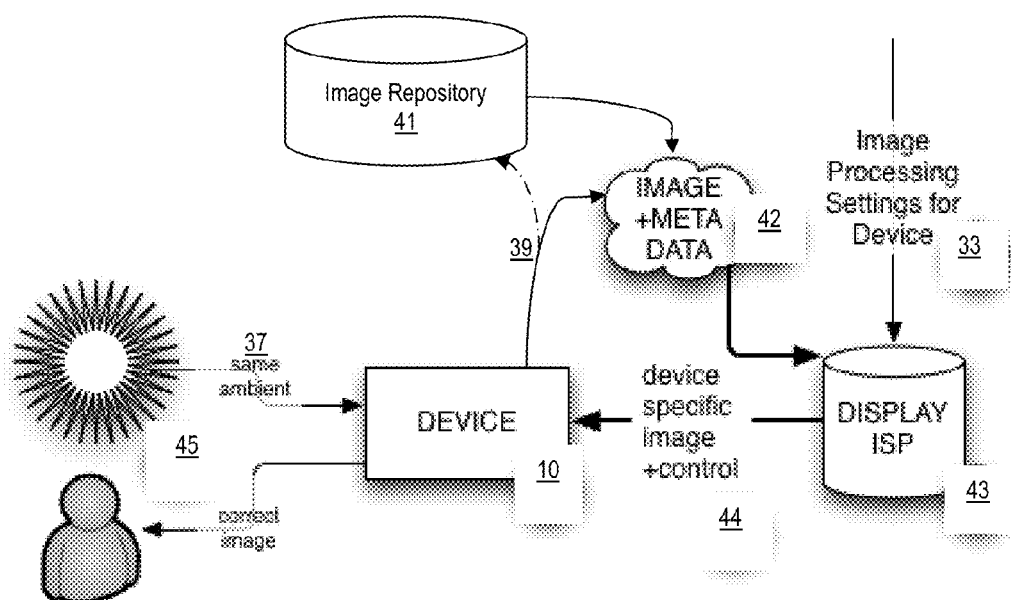 Image Repository
41
IMAGE
+META
DATA
42
Image
Processing
Settings for
Device
33
39
37
same
ambient
45
DEVICE
10
device
specific
image
+control
44
DISPLAY
ISP
43
correct
image